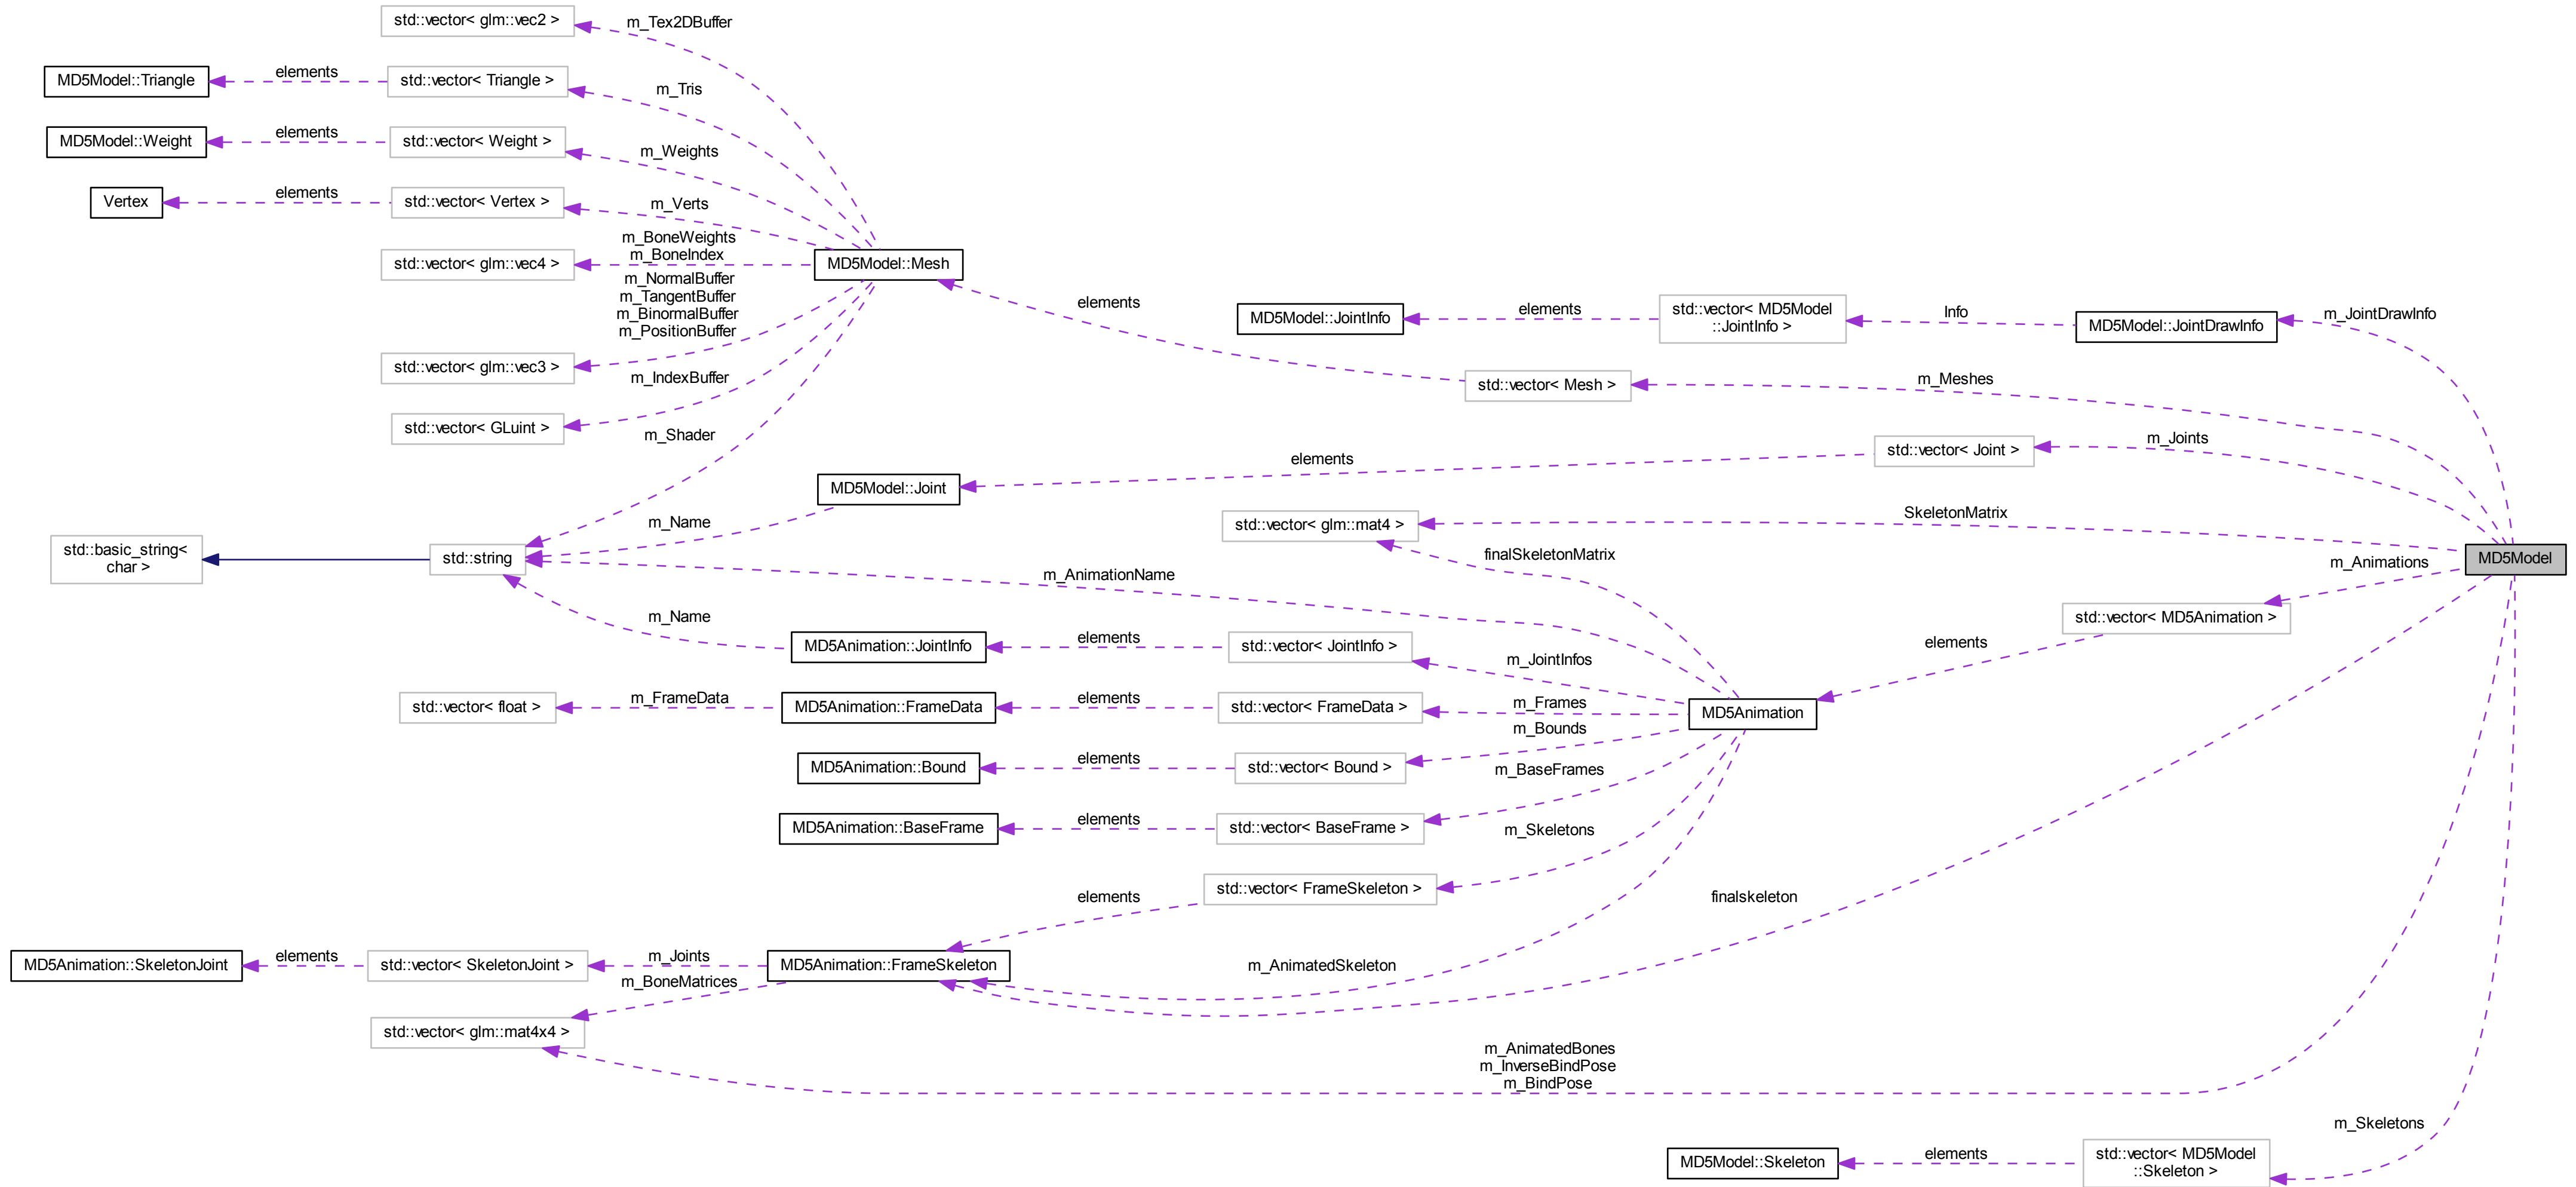 std::vector< glm::vec2 >
m_Tex2DBuffer
MD5Model::Triangle
elements
std::vector< Triangle >
m_Tris
MD5Model::Weight
elements
std::vector< Weight >
m_Weights
Vertex
elements
std::vector< Vertex >
m_Verts
std::vector< glm::vec4 >
m_BoneWeights
m_BoneIndex
MD5Model::Mesh
m_NormalBuffer
m_TangentBuffer
m_BinormalBuffer
m_PositionBuffer
std::vector< glm::vec3 >
elements
MD5Model::JointInfo
elements
std::vector< MD5Model
::JointInfo >
Info
MD5Model::JointDrawInfo
m_JointDrawInfo
m_IndexBuffer
std::vector< GLuint >
std::vector< Mesh >
m_Meshes
m_Shader
std::vector< Joint >
m_Joints
elements
MD5Model::Joint
m_Name
std::vector< glm::mat4 >
SkeletonMatrix
finalSkeletonMatrix
std::basic_string<
char >
std::string
MD5Model
m_AnimationName
m_Animations
std::vector< MD5Animation >
m_Name
MD5Animation::JointInfo
elements
std::vector< JointInfo >
m_JointInfos
elements
std::vector< float >
m_FrameData
MD5Animation::FrameData
elements
std::vector< FrameData >
m_Frames
MD5Animation
m_Bounds
MD5Animation::Bound
elements
std::vector< Bound >
m_BaseFrames
MD5Animation::BaseFrame
elements
std::vector< BaseFrame >
m_Skeletons
std::vector< FrameSkeleton >
elements
finalskeleton
MD5Animation::SkeletonJoint
elements
std::vector< SkeletonJoint >
m_Joints
MD5Animation::FrameSkeleton
m_AnimatedSkeleton
m_BoneMatrices
std::vector< glm::mat4x4 >
m_AnimatedBones
m_InverseBindPose
m_BindPose
m_Skeletons
MD5Model::Skeleton
elements
std::vector< MD5Model
::Skeleton >